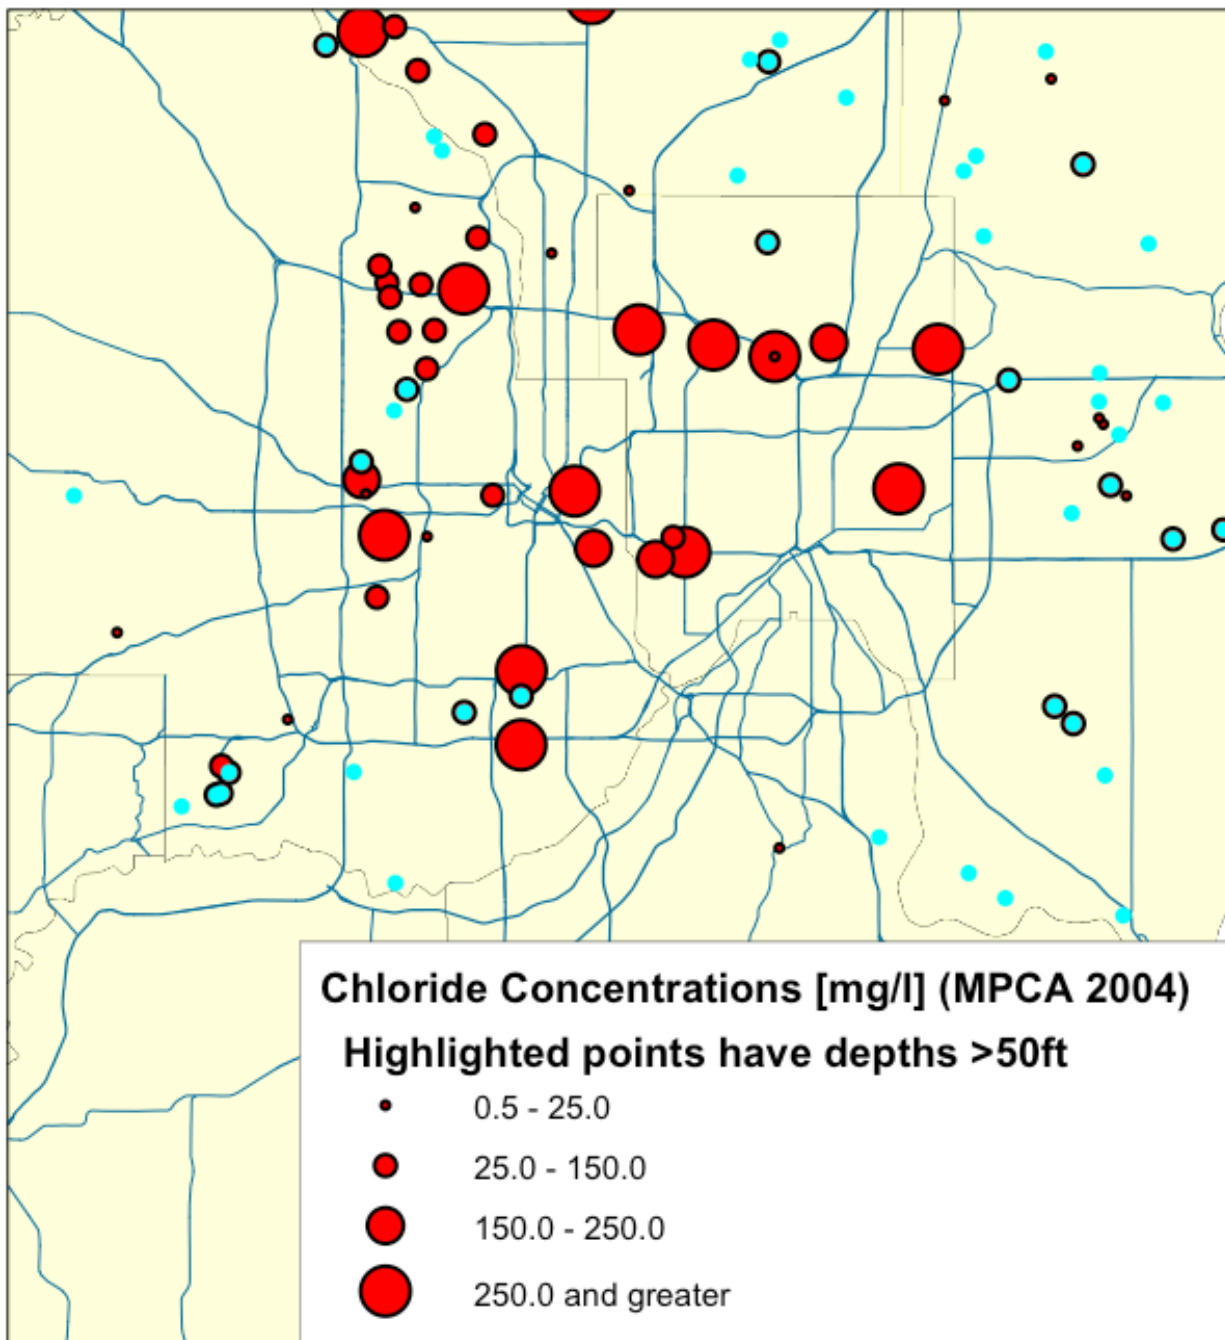 Chloride Concentrations [mg/l] (MPCA 2004)
Highlighted points have depths >50ft
0.5 - 25.0
25.0 - 150.0
150.0 - 250.0
250.0 and greater